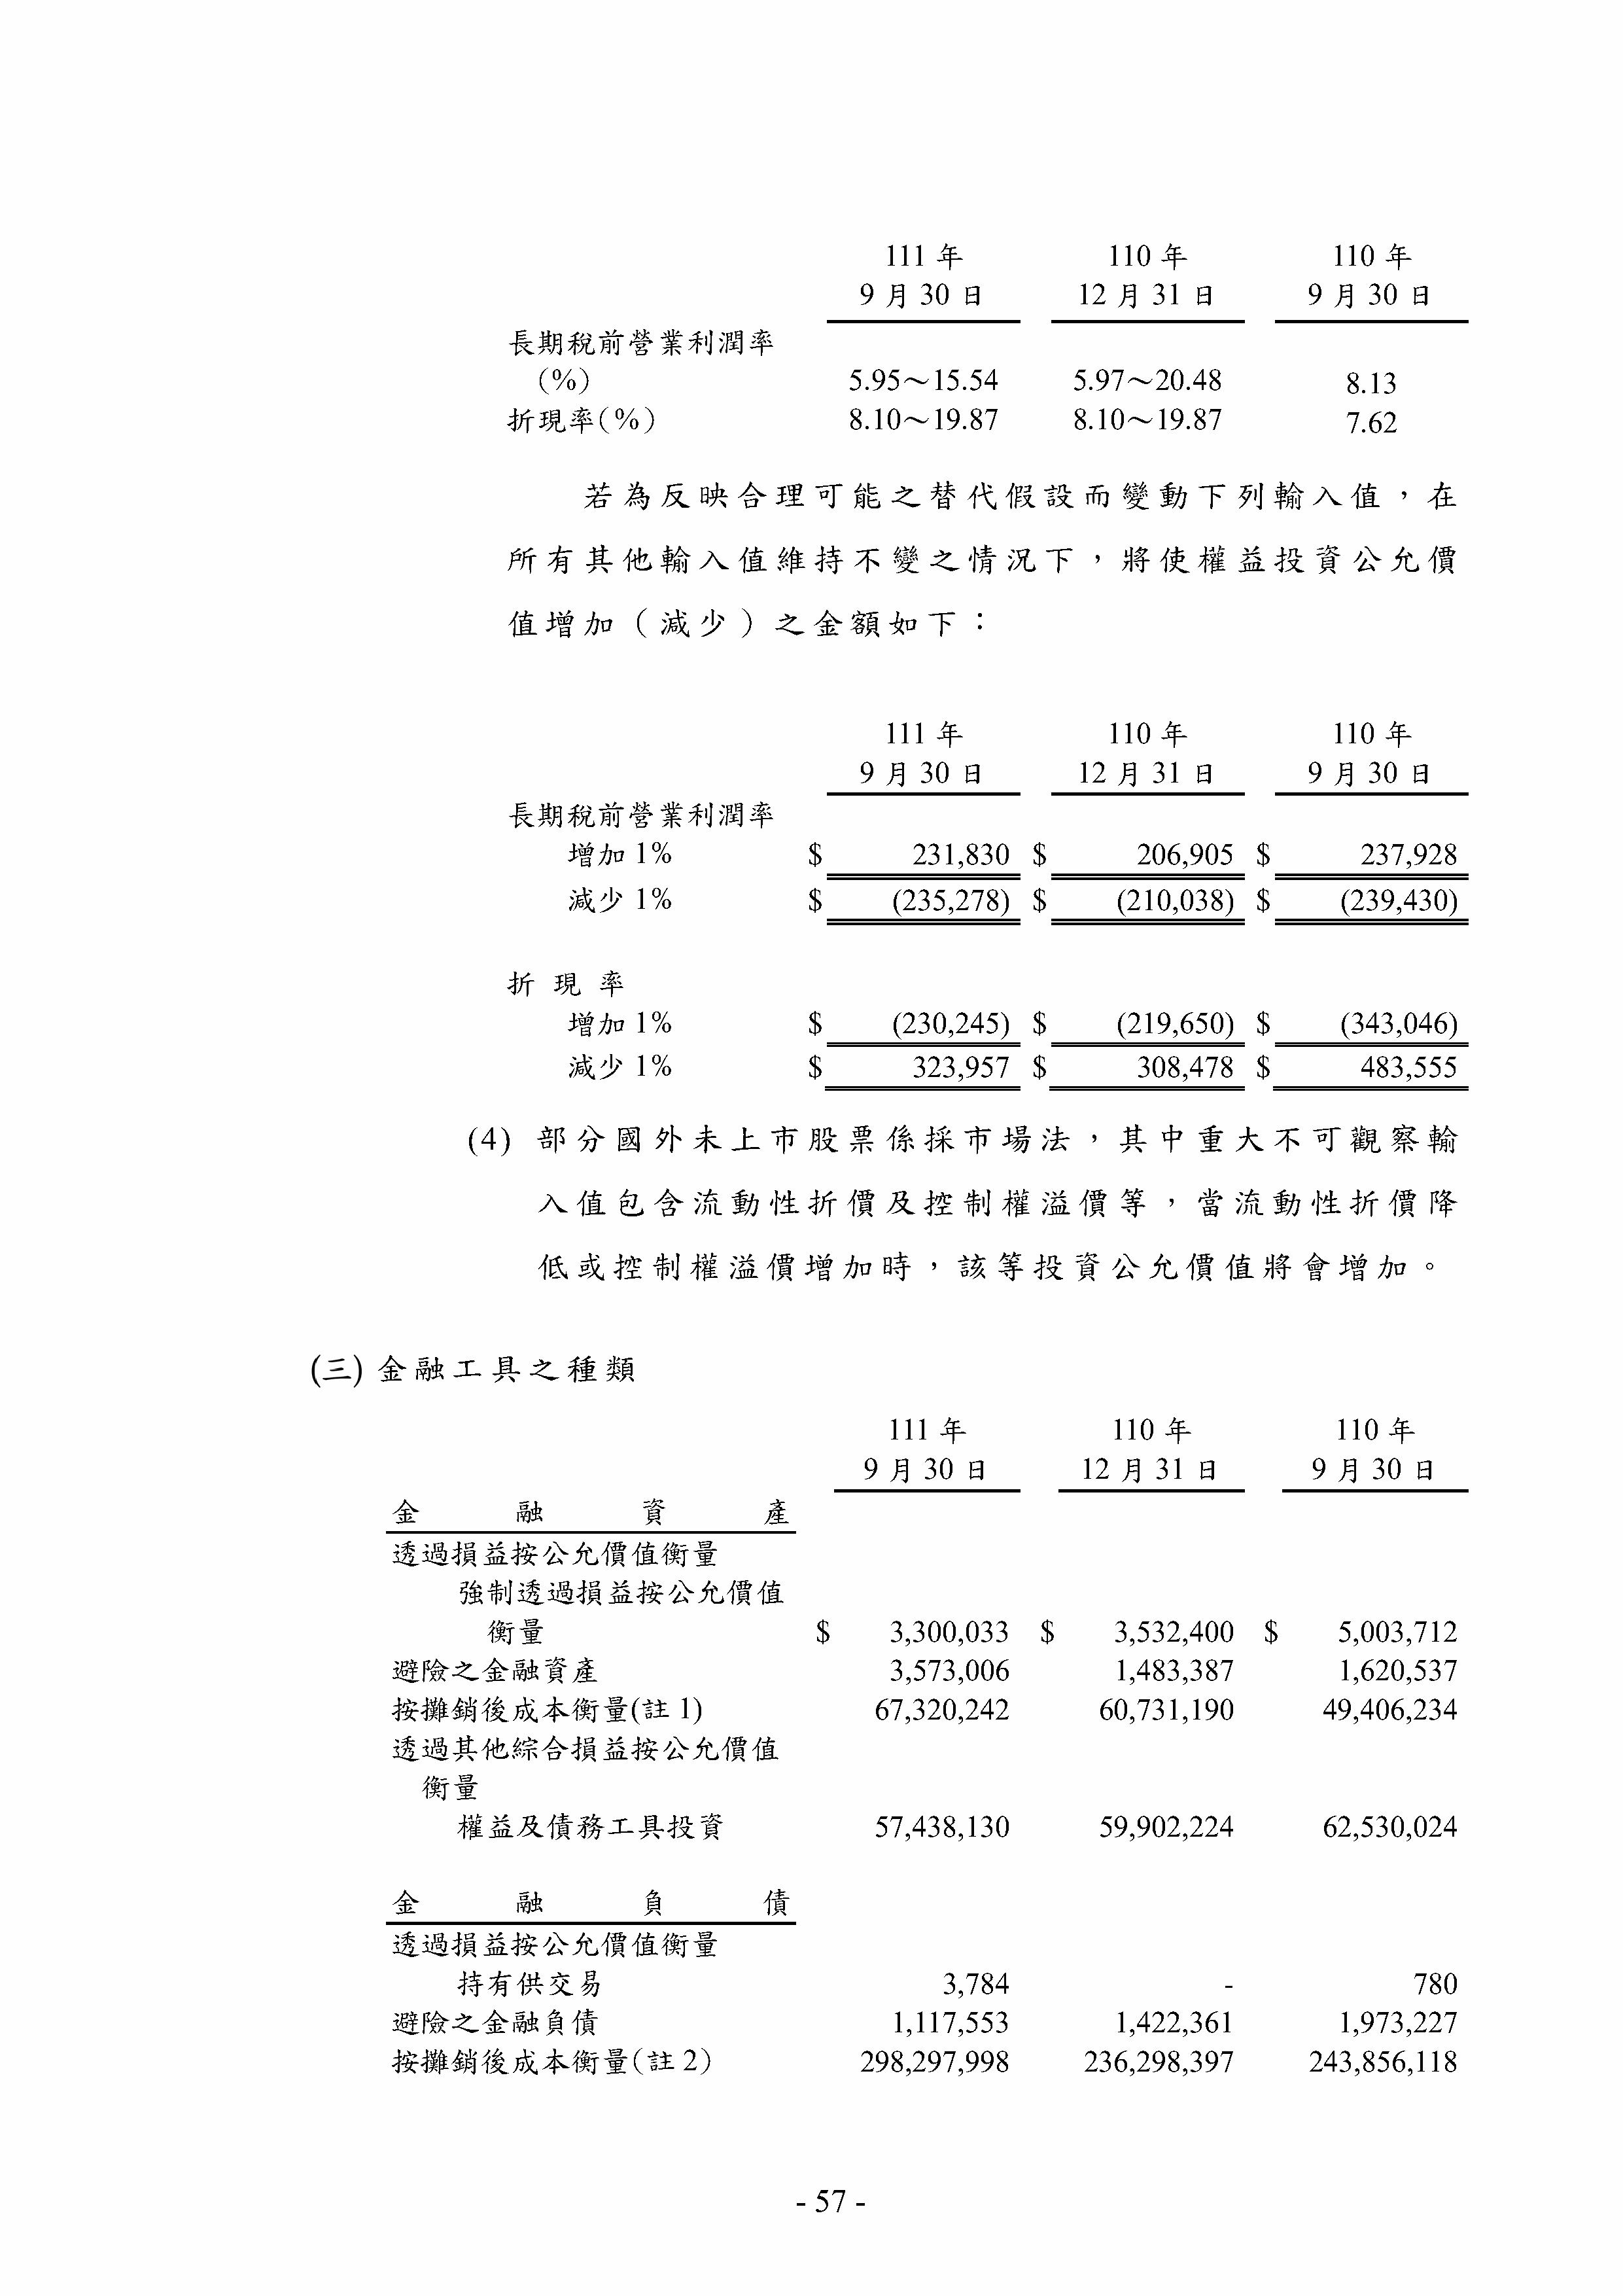 111 年 110 年 110 年
9 月 30 日 12 月 31 日 9 月 30 日
長期稅前營業利潤率
(%) 5.95～15.54 5.97～20.48 8.13
折現率(%) 8.10～19.87 8.10～19.87 7.62
若為反映合理可能之替代假設而變動下列輸入值，在
所有其他輸入值維持不變之情況下，將使權益投資公允價
值增加（減少）之金額如下：
111 年 110 年 110 年
9 月 30 日 12 月 31 日 9 月 30 日
長期稅前營業利潤率
增加 1% $ 231,830 $ 206,905 $ 237,928
減少 1% $ (235,278) $ (210,038) $ (239,430)
折 現 率
增加 1% $ (230,245) $ (219,650) $ (343,046)
減少 1% $ 323,957 $ 308,478 $ 483,555
(4) 部分國外未上市股票係採市場法，其中重大不可觀察輸
入值包含流動性折價及控制權溢價等，當流動性折價降
低或控制權溢價增加時，該等投資公允價值將會增加。
(三) 金融工具之種類
111 年 110 年 110 年
9 月 30 日 12 月 31 日 9 月 30 日
金 融 資 產
透過損益按公允價值衡量
強制透過損益按公允價值
衡量 $ 3,300,033 $ 3,532,400 $ 5,003,712
避險之金融資產 3,573,006 1,483,387 1,620,537
按攤銷後成本衡量(註 1) 67,320,242 60,731,190 49,406,234
透過其他綜合損益按公允價值
衡量
權益及債務工具投資 57,438,130 59,902,224 62,530,024
金 融 負 債
透過損益按公允價值衡量
持有供交易 3,784 - 780
避險之金融負債 1,117,553 1,422,361 1,973,227
按攤銷後成本衡量(註 2) 298,297,998 236,298,397 243,856,118
- 57 -